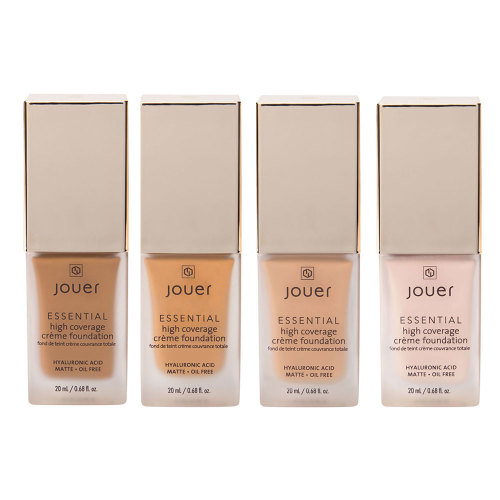 jouer
ESSENTIAL
high coverage
crème foundation
fond de teint crème couvrance totale
HYALURONIC ACID
MATTE • OIL FREE
20 mL / 0.68 fl. oz.
jouer
ESSENTIAL
high coverage
crème foundation
fond de teint crème couvrance totale
HYALURONIC ACID
MATTE • OIL FREE
20 mL / 0.68 fl. oz.
jouer
ESSENTIAL
high coverage
crème foundation
fond de teint crème couvrance totale
HYALURONIC ACID
MATTE • OIL FREE
20 mL / 0.68 fl. oz.
jouer
ESSENTIAL
high coverage
crème foundation
fond de teint crème couvrance totale
HYALURONIC ACID
MATTE • OIL FREE
20 mL / 0.68 fl. oz.